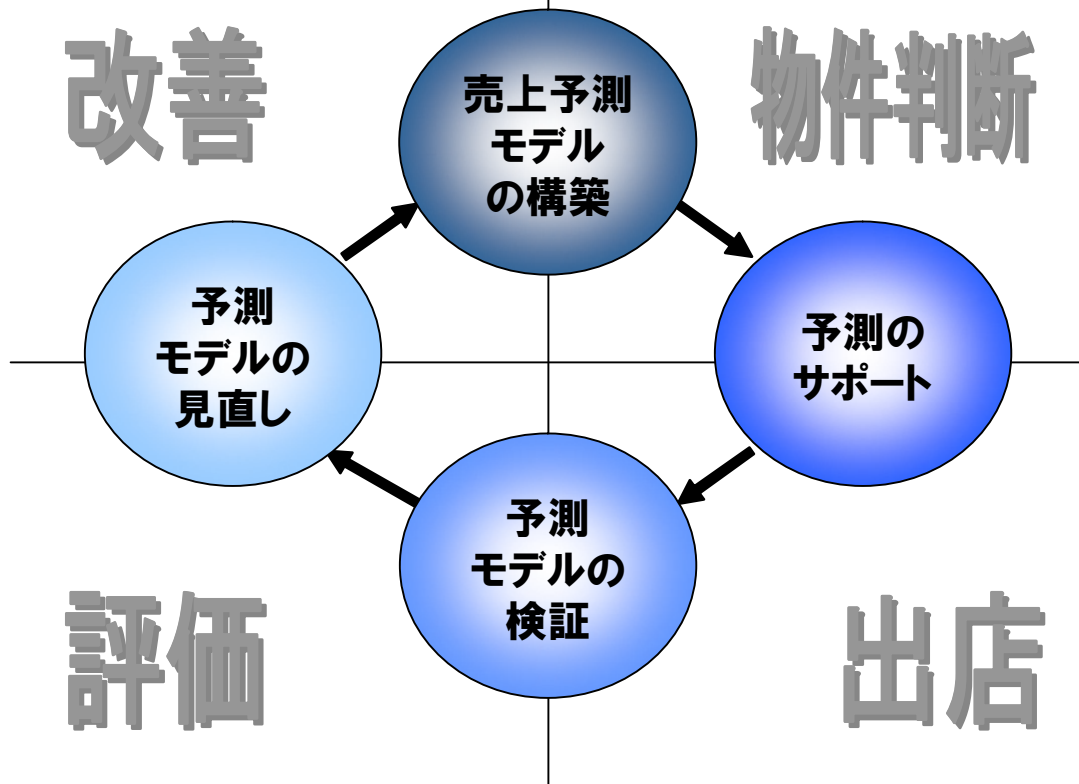 改善
物件判断
売上予測
モデル
の構築
予測
モデルの
見直し
予測の
サポート
予測
モデルの
検証
評価
出店